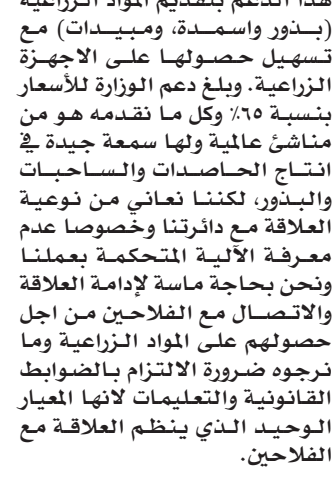 هذا الدعم بتقديم المواد الزراعية
(بذور واسمدة، ومبيدات) مع
تسهيل حصولها على الاجهزة
الزراعية. وبلغ دعم الوزارة للأسعار
بنسبة ٦٥٪ وكل ما نقدمه هو من
مناشئ عالمية ولها سمعة جيدة في
انتاج الحاصدات والساحبات
والبذور، لكننا نعاني من نوعية
العلاقة مع دائرتنا وخصوصا عدم
معرفة الآلية المتحكمة بعملنا
ونحن بحاجة ماسة لإدامة العلاقة
والاتصال مع الفلاحين من اجل
حصولهم على المواد الزراعية وما
نرجوه ضرورة الالتزام بالضوابط
القانونية والتعليمات لانها المعيار
الوحيد الذي ينظم العلاقة مع
الفلاحين.